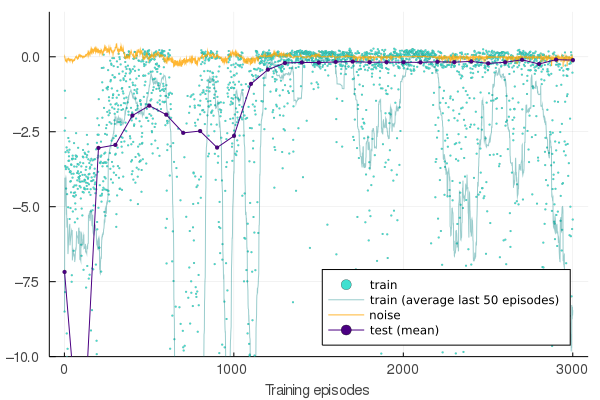 0.0
−2.5
−5.0
−7.5
−10.0
train
train (average last 50 episodes)
noise
test (mean)
0 1000 2000 3000
Training episodes